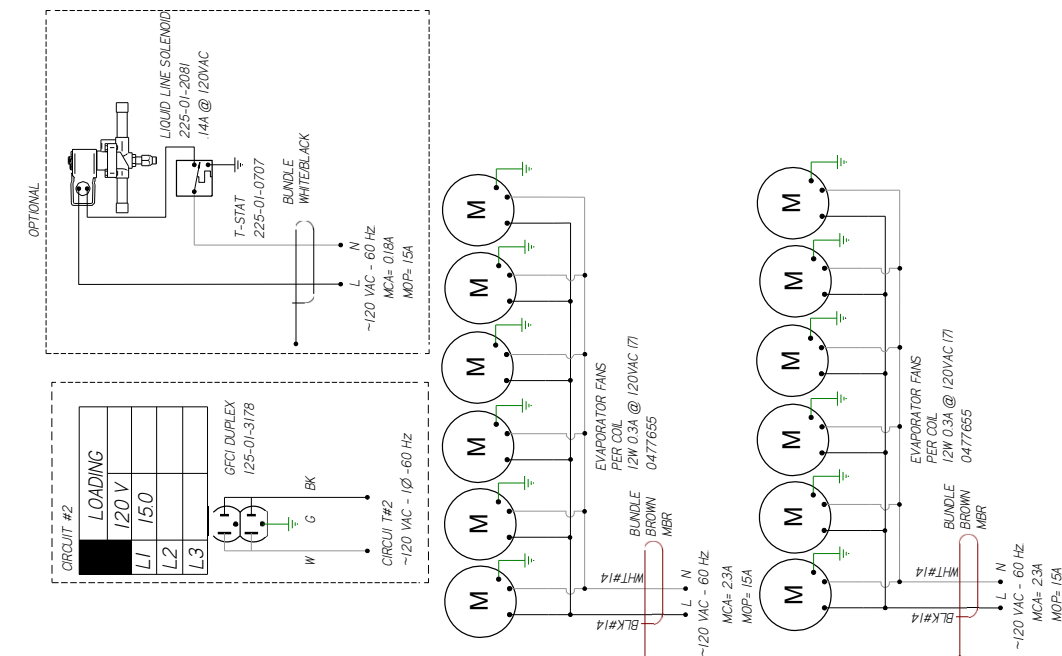 OPTIONAL
LIQUID LINE SOLENOID
225-01-2081
.14A @ 120VAC
T-STAT
225-01-0707
BUNDLE
WHITE/BLACK
L N
~120 VAC - 60 Hz
MCA= 0.18A
MOP= 15A
CIRCUIT #2
LOADING
120 V
L1 15.0
L2
L3
GFCI DUPLEX
125-01-3178
W G BK
CIRCUI T#2
~120 VAC - 1Ø -60 Hz
M
M
M
M
M
M
EVAPORATOR FANS
PER COIL
12W 0.3A @ 120VAC (7)
0477655
BUNDLE
BROWN
MBR
BLK#14
WHT#14
L N
~120 VAC - 60 Hz
MCA= 2.3A
MOP= 15A
M
M
M
M
M
M
EVAPORATOR FANS
PER COIL
12W 0.3A @ 120VAC (7)
0477655
BUNDLE
BROWN
MBR
BLK#14
WHT#14
L N
~120 VAC - 60 Hz
MCA= 2.3A
MOP= 15A